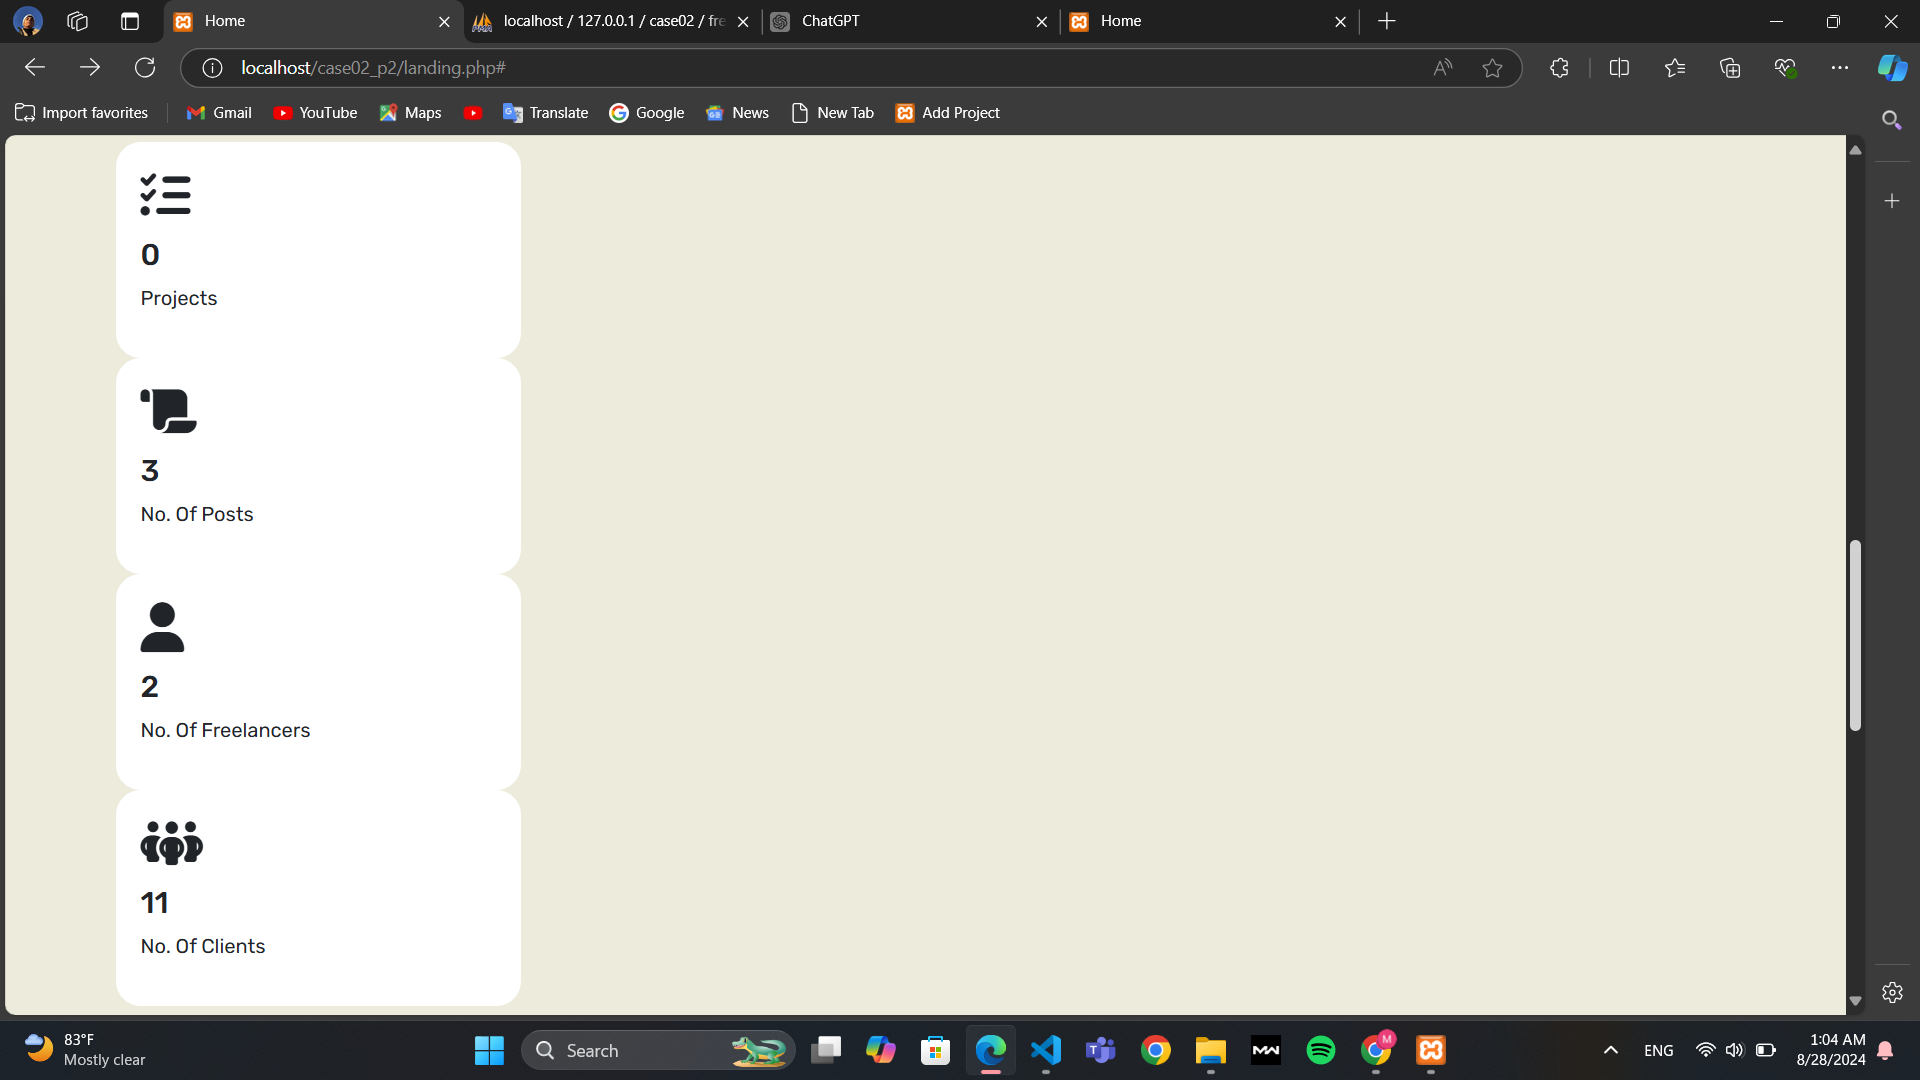 Home
localhost / 127.0.0.1 / case02 / fre
ChatGPT
Home
localhost/case02_p2/landing.php#
Import favorites
Gmail
YouTube
Maps
Translate
Google
News
New Tab
Add Project
0
Projects
3
No. Of Posts
2
No. Of Freelancers
11
No. Of Clients
83°F
Mostly clear
Search
M
ENG
1:04 AM
8/28/2024